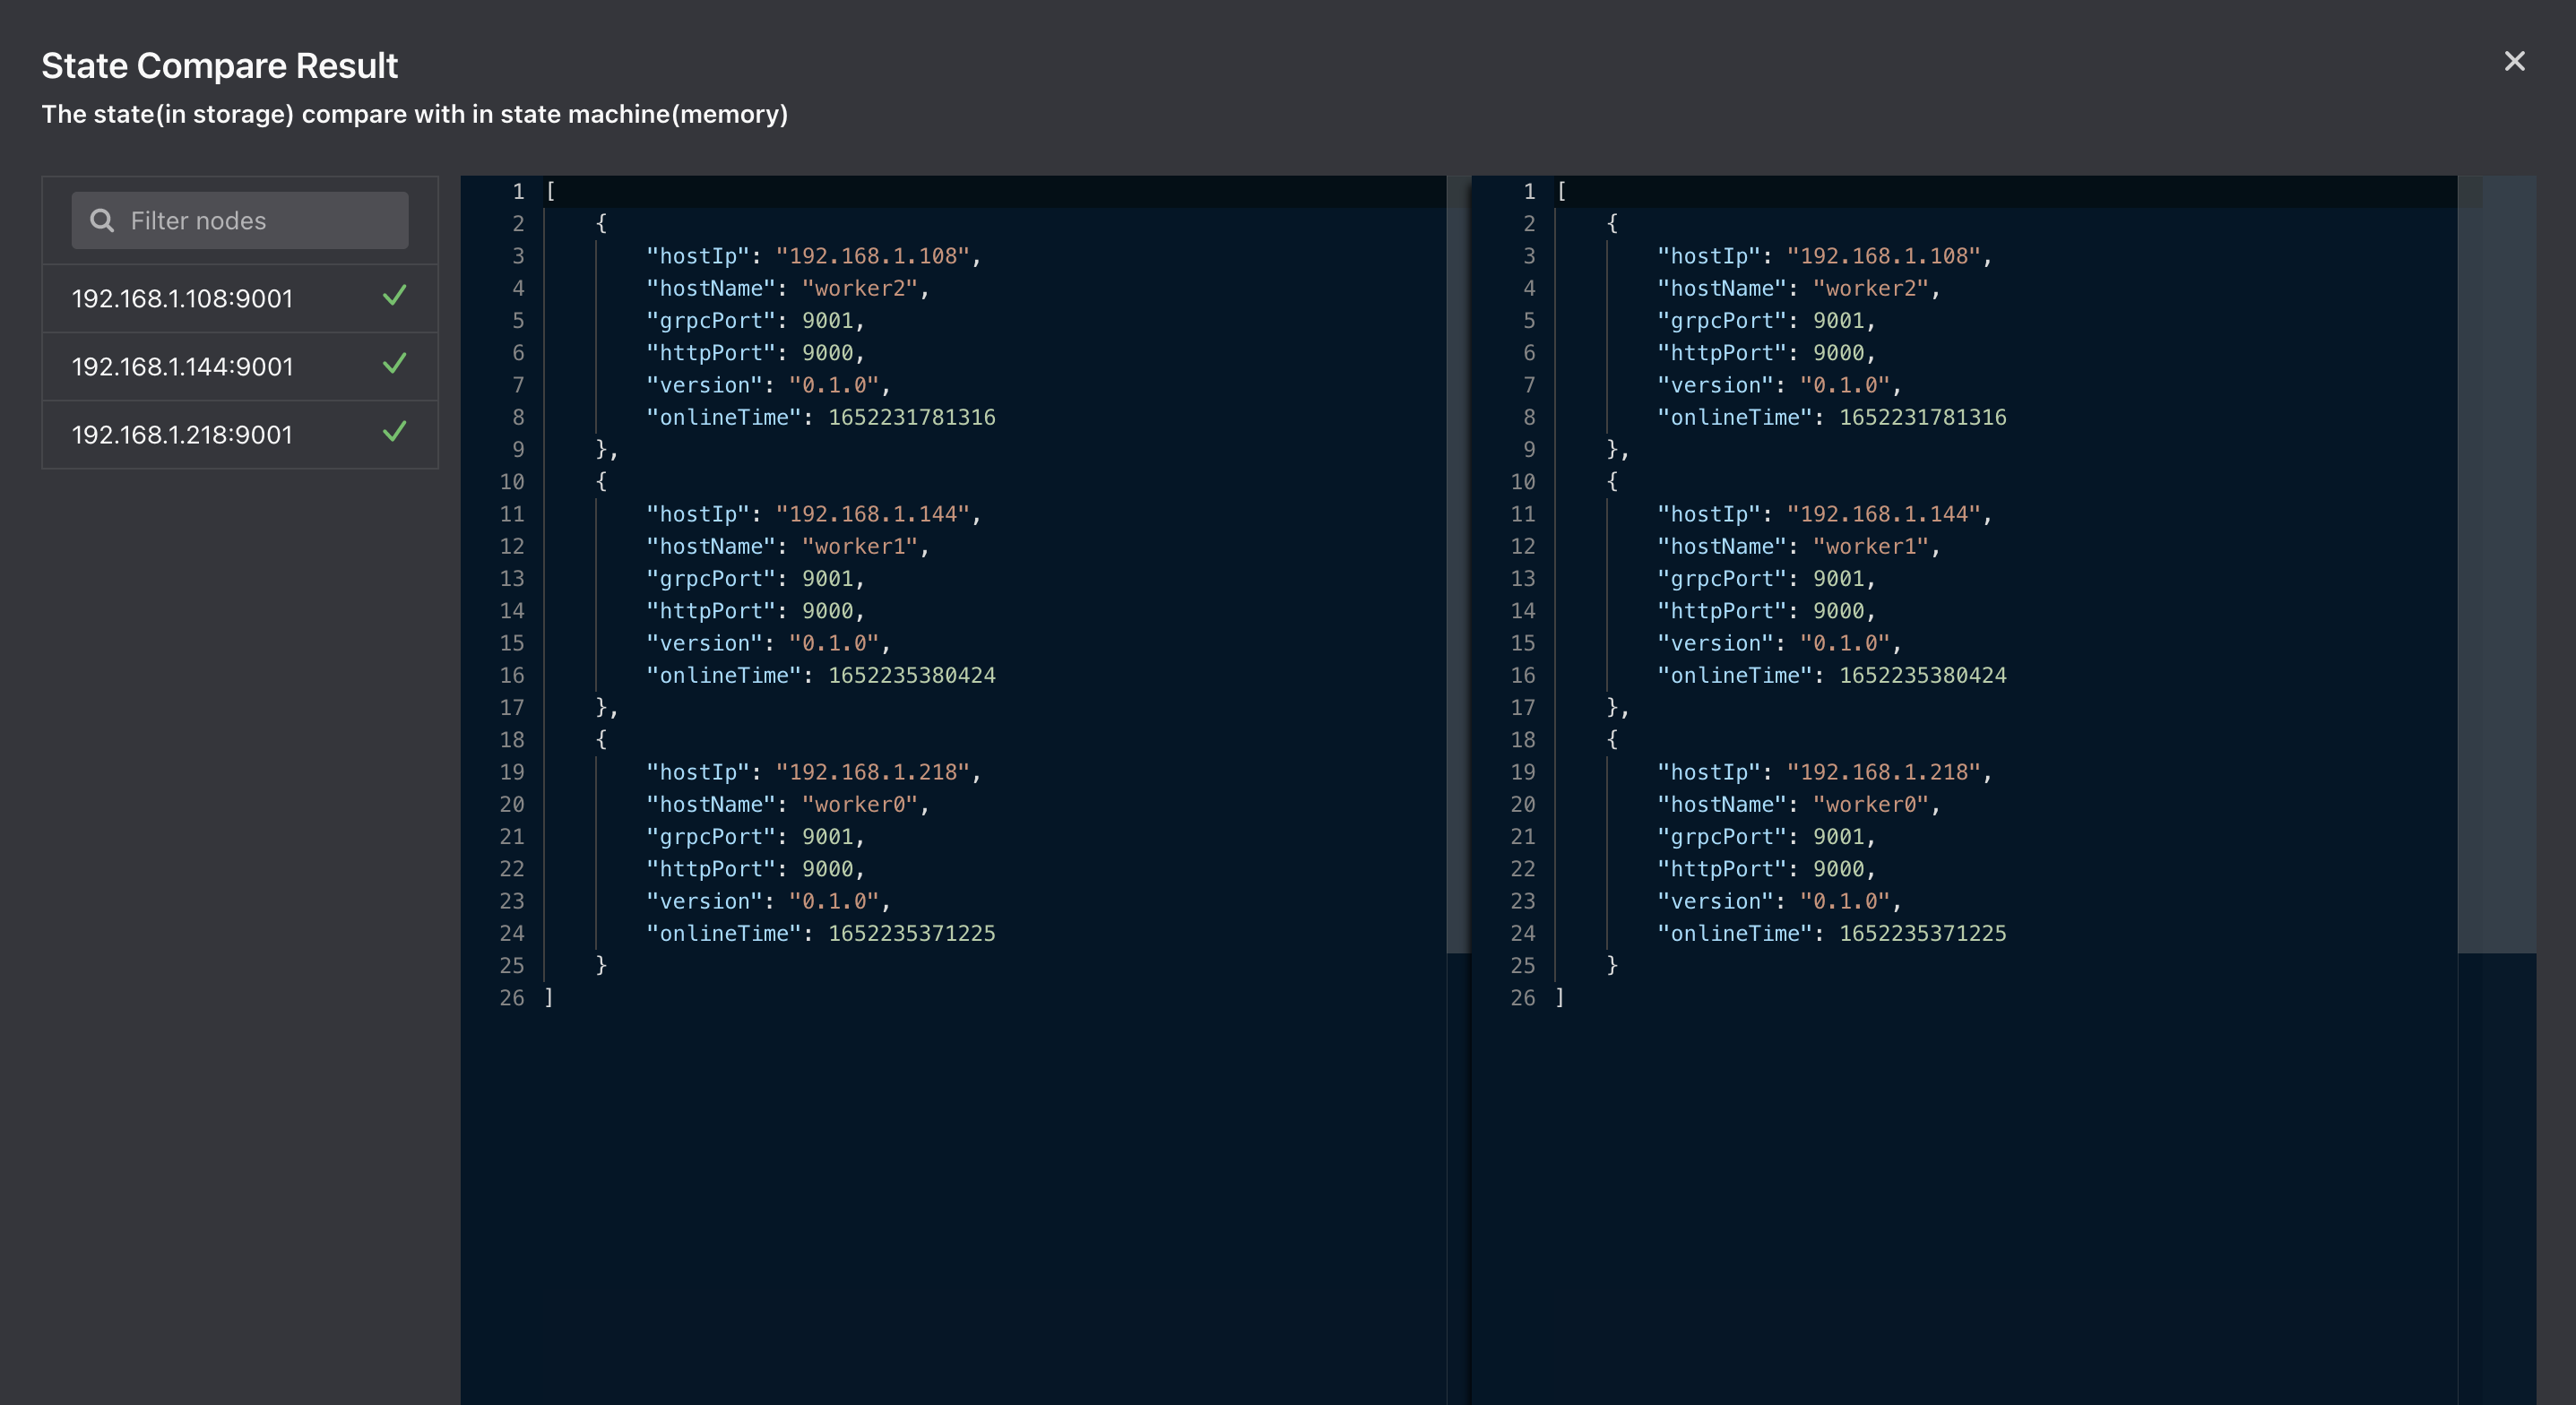 State Compare Result
The state(in storage) compare with in state machine(memory)
Filter nodes
192.168.1.108:9001
192.168.1.144:9001
192.168.1.218:9001
1 [
2 {
3 "hostIp": "192.168.1.108",
4 "hostName": "worker2",
5 "grpcPort": 9001,
6 "httpPort": 9000,
7 "version": "0.1.0",
8 "onlineTime": 1652231781316
9 },
10 {
11 "hostIp": "192.168.1.144",
12 "hostName": "worker1",
13 "grpcPort": 9001,
14 "httpPort": 9000,
15 "version": "0.1.0",
16 "onlineTime": 1652235380424
17 },
18 {
19 "hostIp": "192.168.1.218",
20 "hostName": "worker0",
21 "grpcPort": 9001,
22 "httpPort": 9000,
23 "version": "0.1.0",
24 "onlineTime": 1652235371225
25 }
26 ]
1 [
2 {
3 "hostIp": "192.168.1.108",
4 "hostName": "worker2",
5 "grpcPort": 9001,
6 "httpPort": 9000,
7 "version": "0.1.0",
8 "onlineTime": 1652231781316
9 },
10 {
11 "hostIp": "192.168.1.144",
12 "hostName": "worker1",
13 "grpcPort": 9001,
14 "httpPort": 9000,
15 "version": "0.1.0",
16 "onlineTime": 1652235380424
17 },
18 {
19 "hostIp": "192.168.1.218",
20 "hostName": "worker0",
21 "grpcPort": 9001,
22 "httpPort": 9000,
23 "version": "0.1.0",
24 "onlineTime": 1652235371225
25 }
26 ]